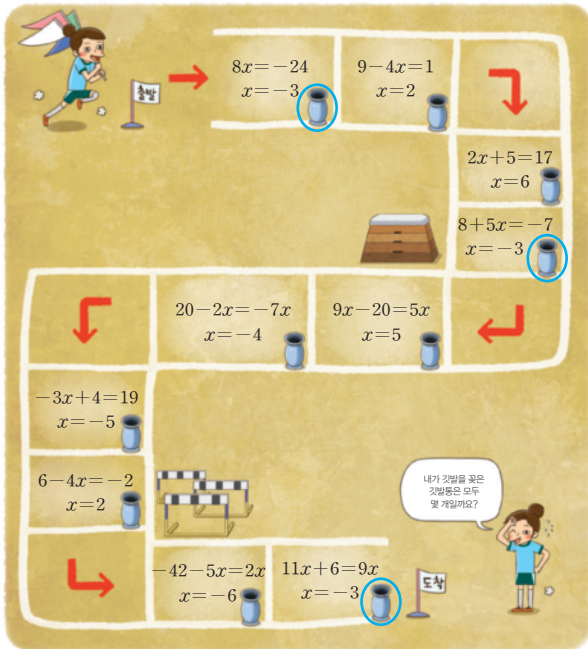 출발
8x=-24
x=-3
9-4x=1
x=2
2x+5=17
x=6
8+5x=-7
x=-3
9x-20=5x
x=5
20-2x=-7x
x=-4
-3x+4=19
x=-5
6-4x=-2
x=2
-42-5x=2x
x=-6
11x+6=9x
x=-3
도착
내가 깃발을 꽂은
깃발통은 모두
몇 개일까요?